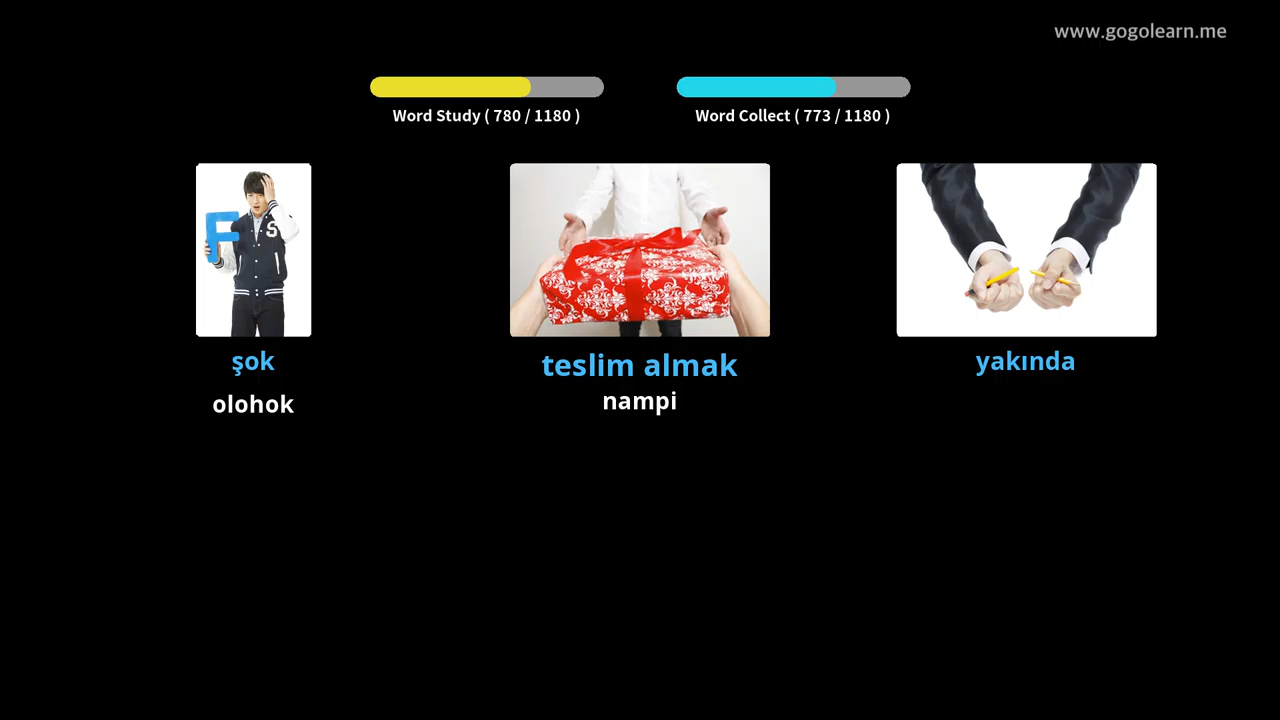 www.gogolearn.me
Word Study ( 780 / 1180 )
Word Collect ( 773 / 1180 )
F
S
şok
teslim almak
yakında
olohok
nampi